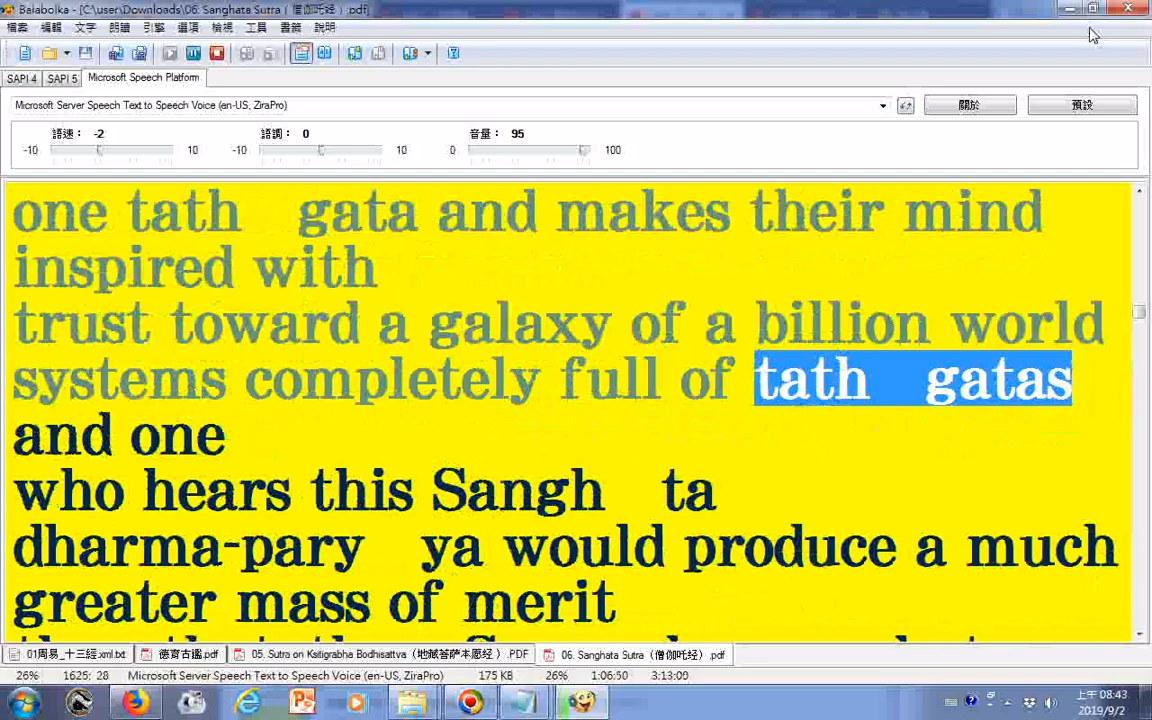 Balabolka - [C:\user\Downloads\06. Sanghata Sutra ( 僧伽吒经 ) .pdf]
檔案 編輯 文字 朗讀 引擎 選項 檢視 工具 書籤 說明
SAPI 4 SAPI 5 Microsoft Speech Platform
Microsoft Server Speech Text to Speech Voice (en-US, ZiraPro) 關於 預設
語速： -2 語調： 0 音量： 95
-10 10 -10 10 0 100
one tath gata and makes their mind
inspired with
trust toward a galaxy of a billion world
systems completely full of tath gatas
and one
who hears this Sangh ta
dharma-pary ya would produce a much
greater mass of merit
01周易_十三經.xml.txt 德育古鑑.pdf 05. Sutra on Ksitigrabha Bodhisattva（地藏菩萨本愿经 ）.PDF 06. Sanghata Sutra（僧伽吒经）.pdf
26% 1625: 28 Microsoft Server Speech Text to Speech Voice (en-US, ZiraPro) 175 KB 26% 1:06:50 3:13:09
上午 08:43
2019/9/2